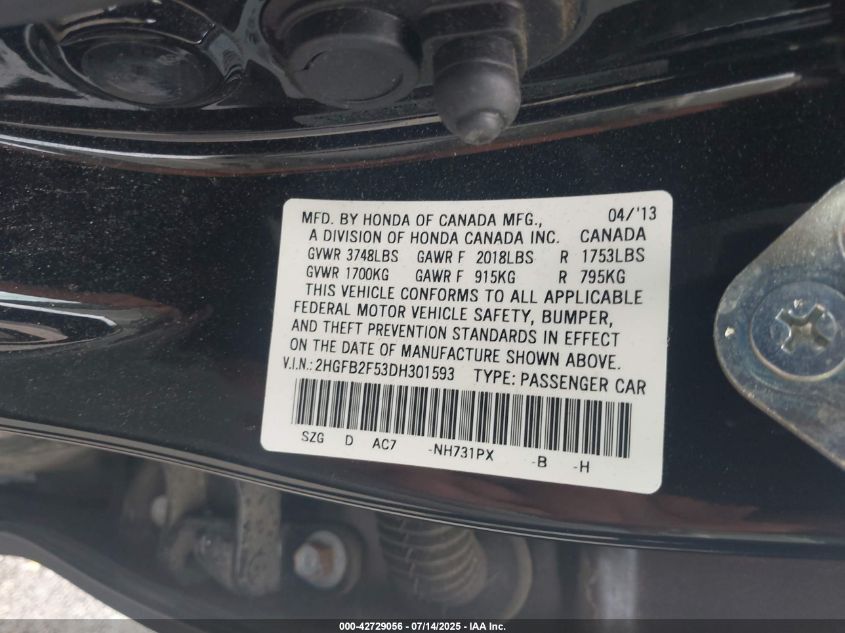 MFD. BY HONDA OF CANADA MFG., 04/'13
A DIVISION OF HONDA CANADA INC. CANADA
GVWR 3748LBS GAWR F 2018LBS R 1753LBS
GVWR 1700KG GAWR F 915KG R 795KG
THIS VEHICLE CONFORMS TO ALL APPLICABLE
FEDERAL MOTOR VEHICLE SAFETY, BUMPER,
AND THEFT PREVENTION STANDARDS IN EFFECT
ON THE DATE OF MANUFACTURE SHOWN ABOVE.
V.I.N.: 2HGFB2F53DH301593 TYPE: PASSENGER CAR
SZG D AC7 -NH731PX -B -H
000-42729056 - 07/14/2025 - IAA Inc.